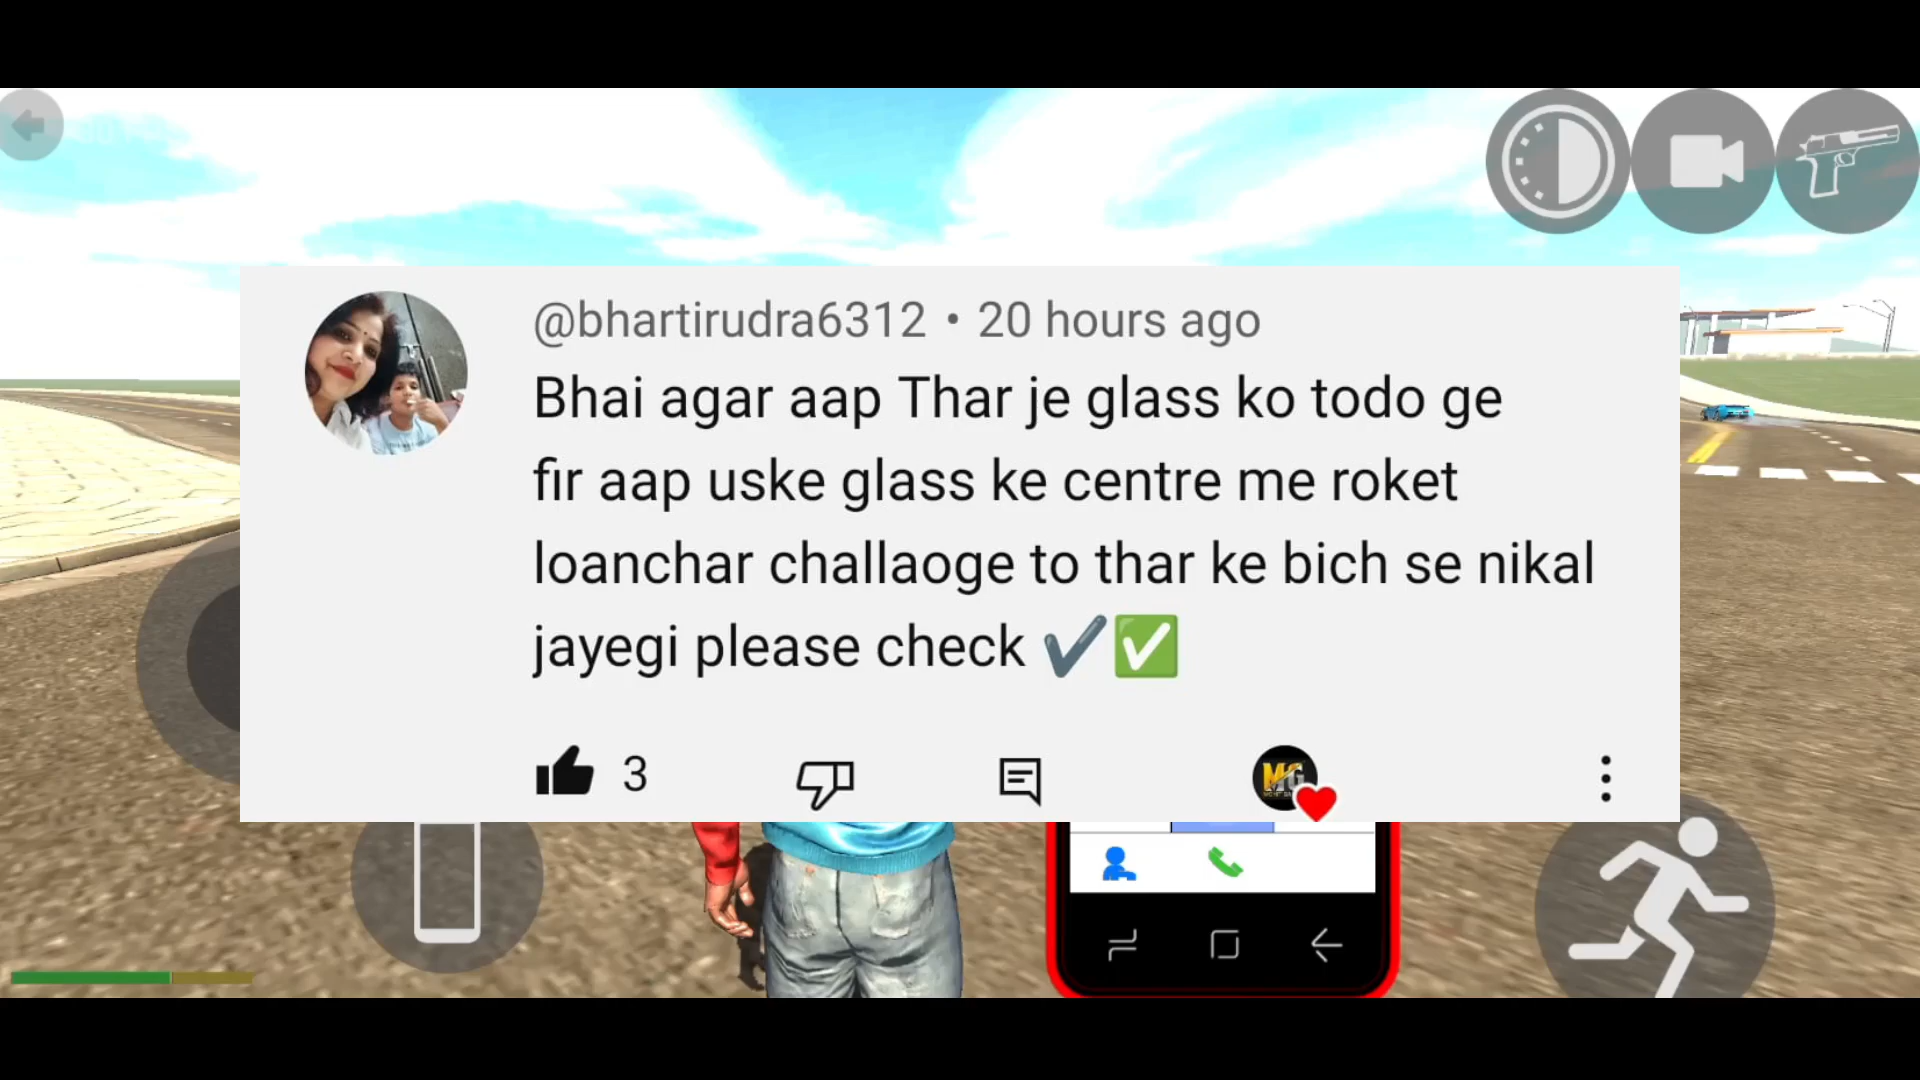 @bhartirudra6312 • 20 hours ago
Bhai agar aap Thar je glass ko todo ge
fir aap uske glass ke centre me roket
loanchar challaoge to thar ke bich se nikal
jayegi please check ✔️✅
3
MG